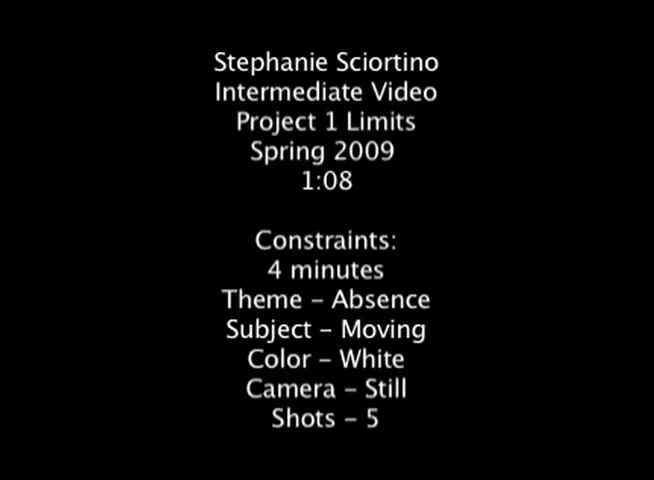 Stephanie Sciortino
Intermediate Video
Project 1 Limits
Spring 2009
1:08
Constraints:
4 minutes
Theme – Absence
Subject – Moving
Color – White
Camera – Still
Shots – 5